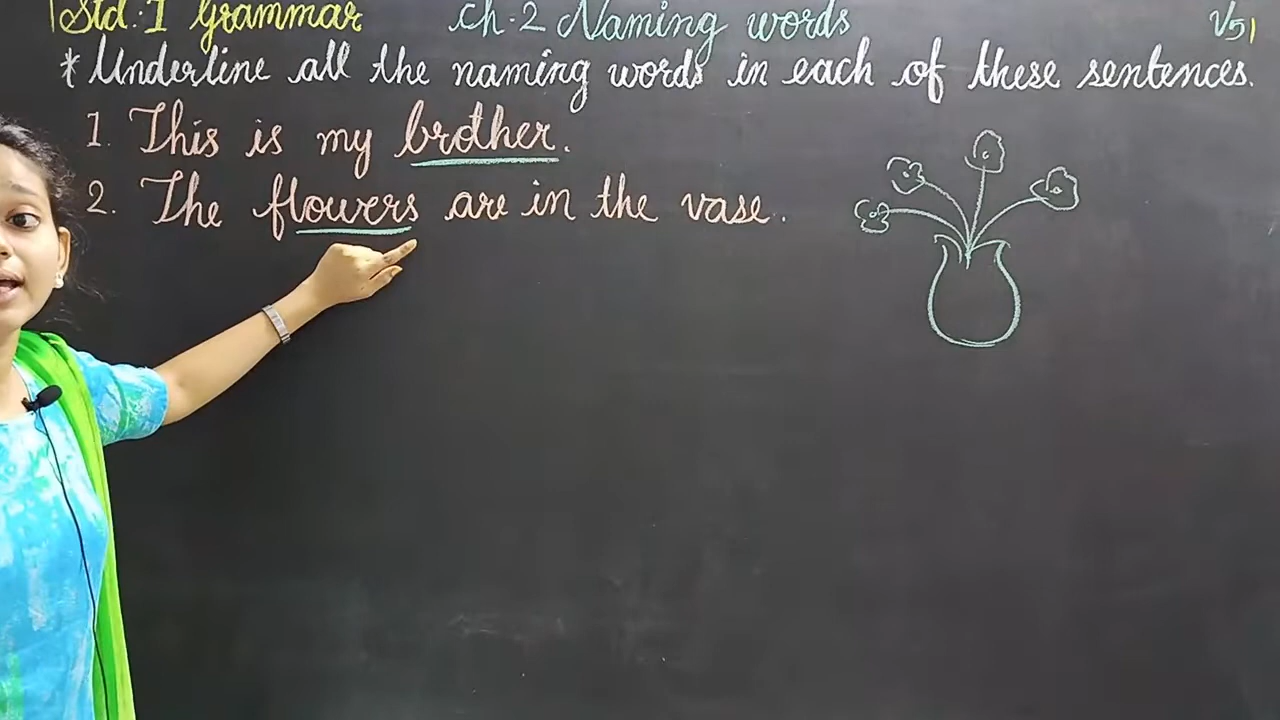 Std : 1 Grammar ch-2 Naming words V51
* Underline all the naming words in each of these sentences.
1. This is my brother.
2. The flowers are in the vase.